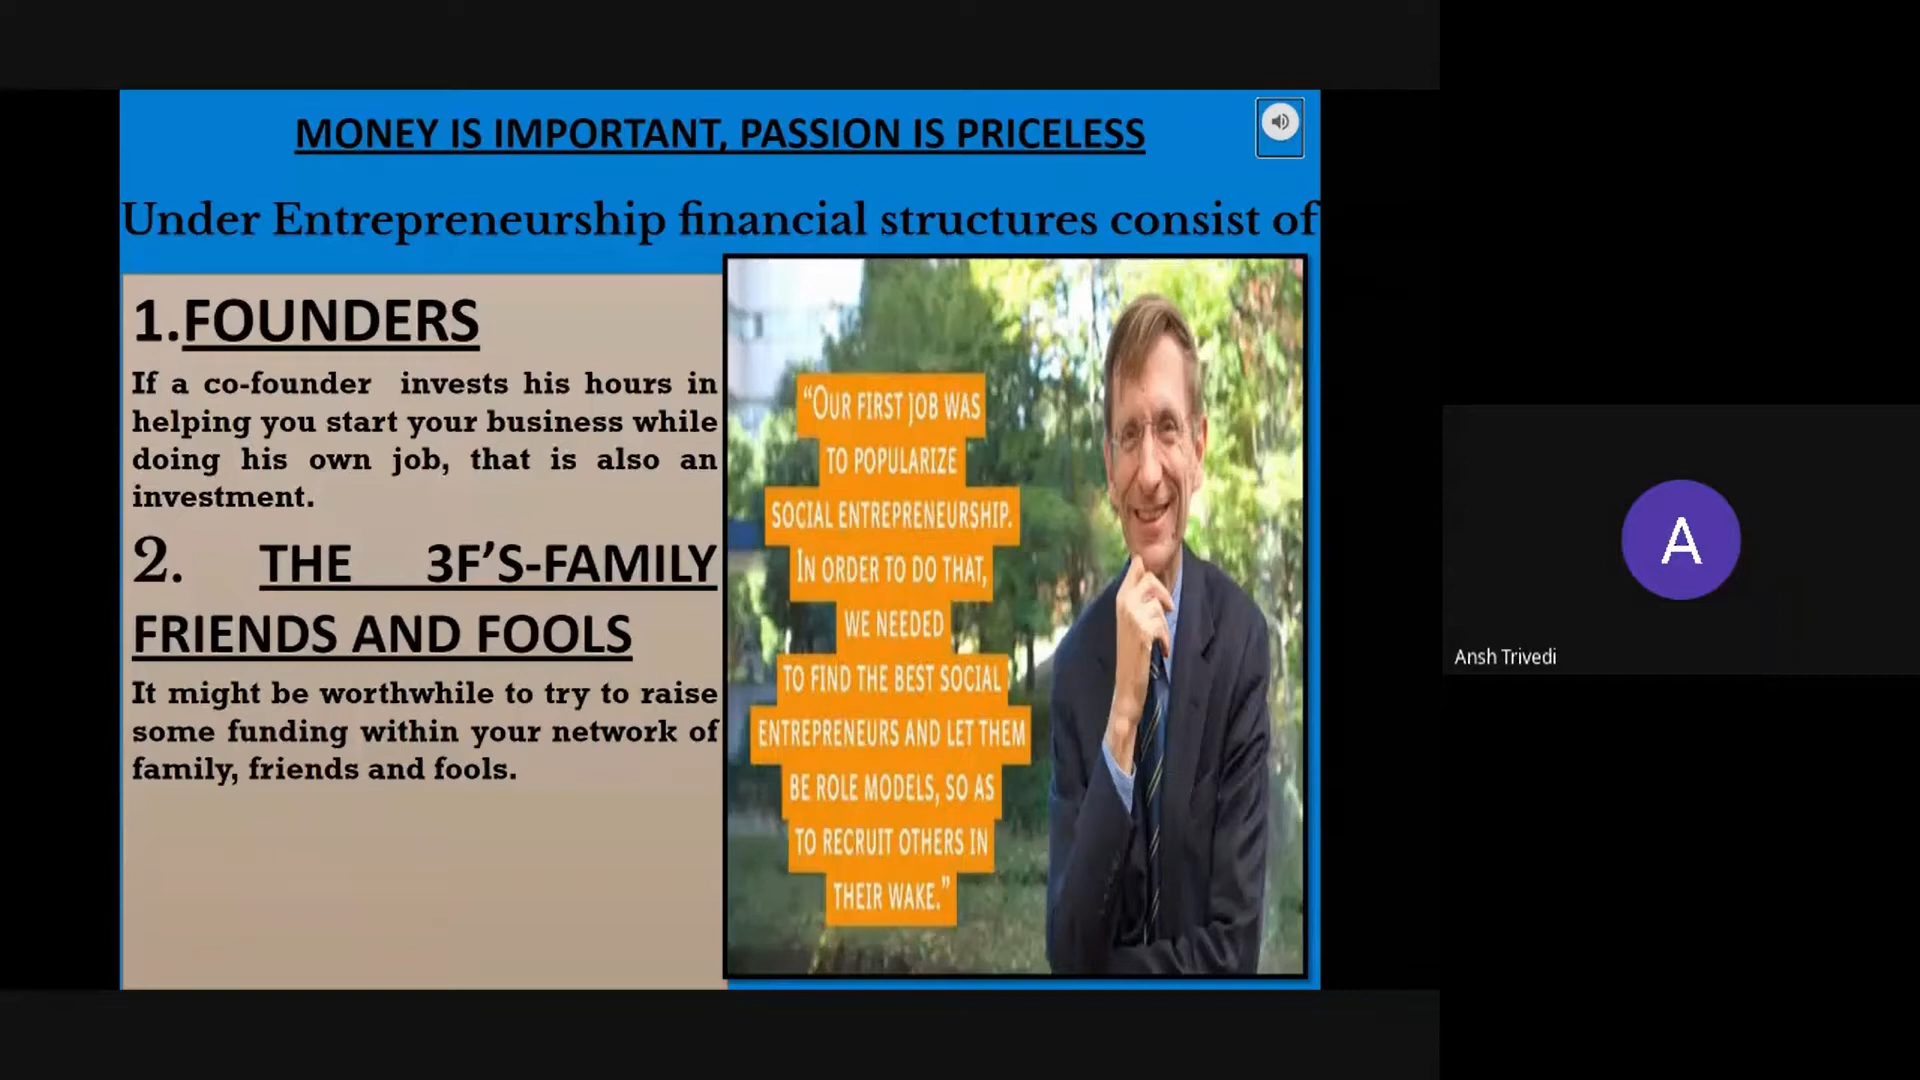 MONEY IS IMPORTANT, PASSION IS PRICELESS
Under Entrepreneurship financial structures consist of
1.FOUNDERS
If a co-founder invests his hours in
helping you start your business while
doing his own job, that is also an
investment.
2. THE 3F’S-FAMILY
FRIENDS AND FOOLS
It might be worthwhile to try to raise
some funding within your network of
family, friends and fools.
“OUR FIRST JOB WAS
TO POPULARIZE
SOCIAL ENTREPRENEURSHIP.
IN ORDER TO DO THAT,
WE NEEDED
TO FIND THE BEST SOCIAL
ENTREPRENEURS AND LET THEM
BE ROLE MODELS, SO AS
TO RECRUIT OTHERS IN
THEIR WAKE.”
A
Ansh Trivedi